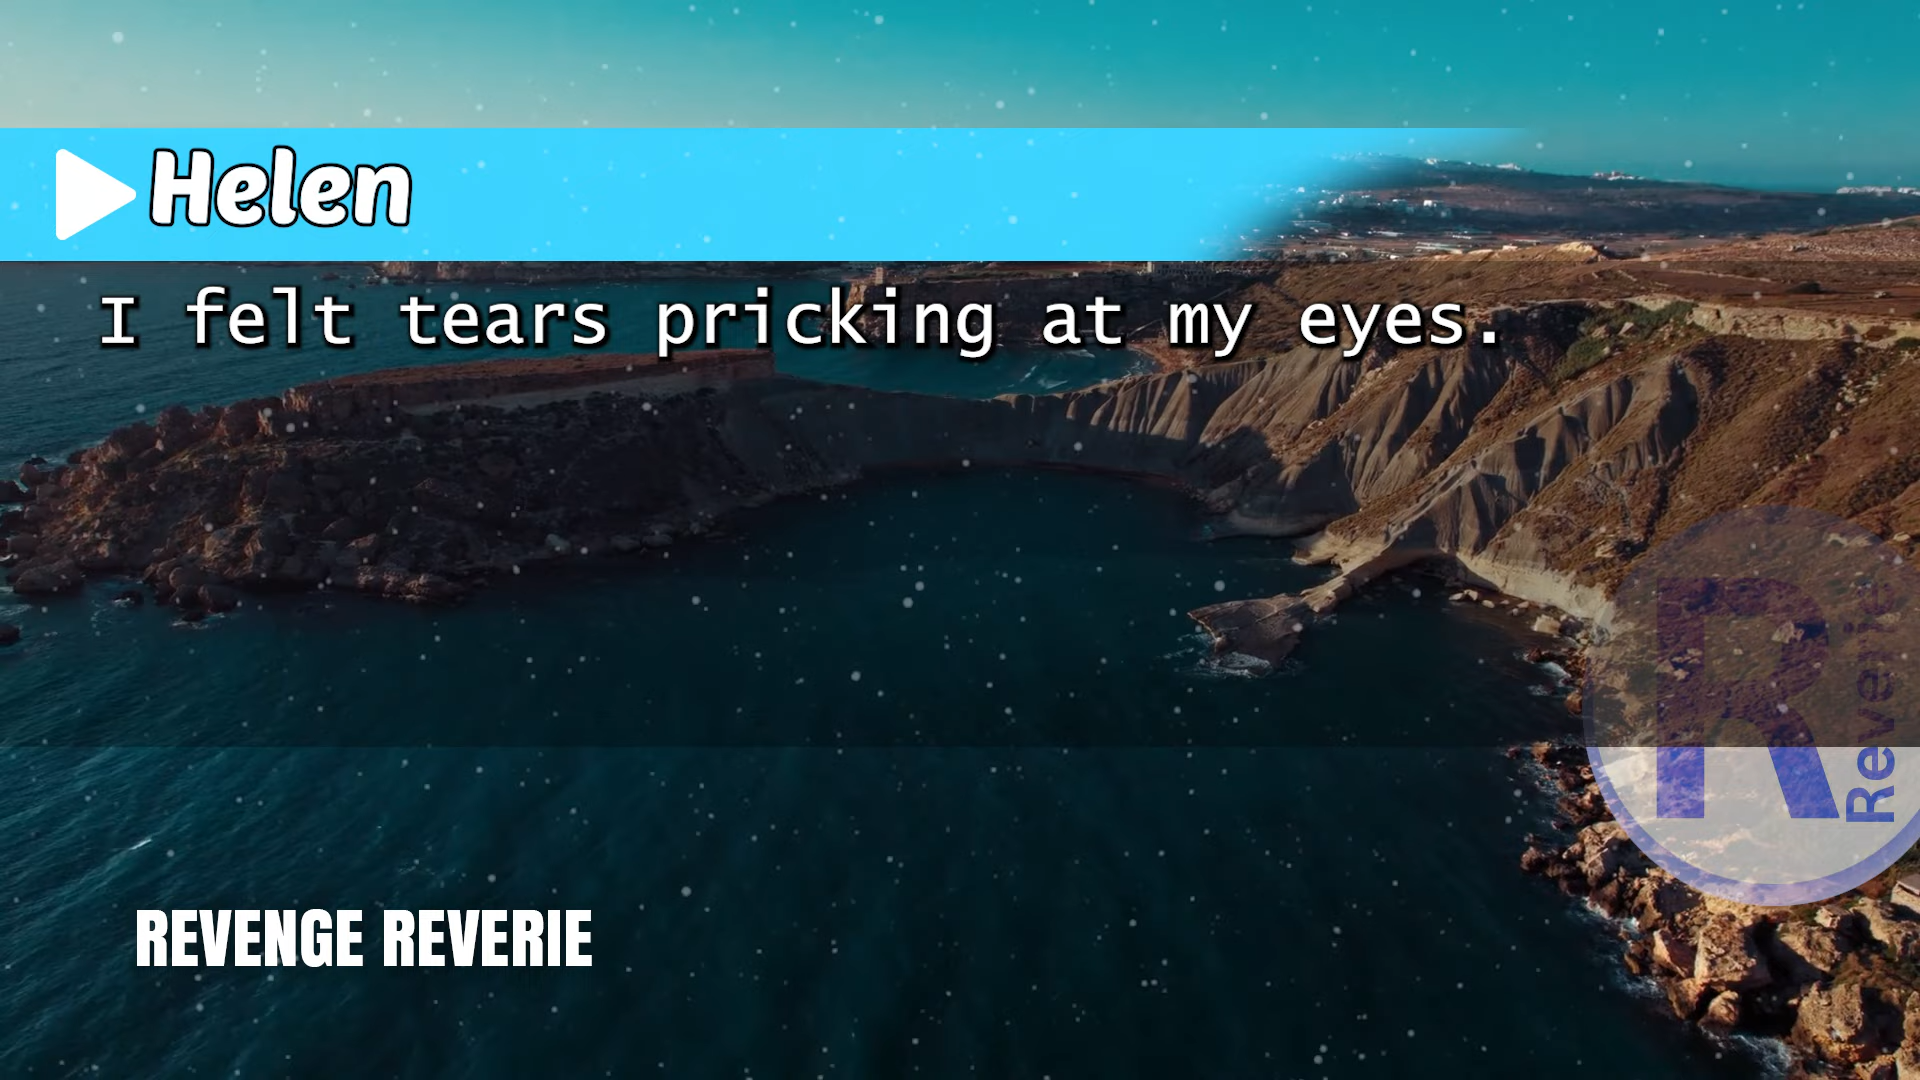 Helen
I felt tears pricking at my eyes.
R
Reverie
REVENGE REVERIE